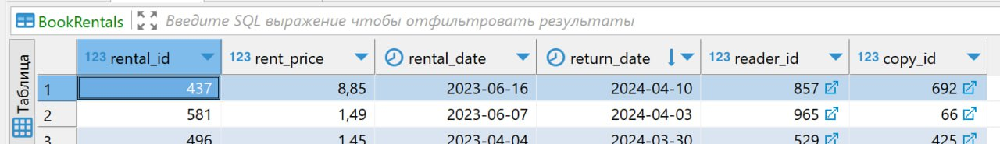 BookRentals Введите SQL выражение чтобы отфильтровать результаты
Таблица
123 rental_id 123 rent_price rental_date return_date 123 reader_id 123 copy_id
1 437 8,85 2023-06-16 2024-04-10 857 692
2 581 1,49 2023-06-07 2024-04-03 965 66
3 496 1,45 2023-04-04 2024-03-30 529 425